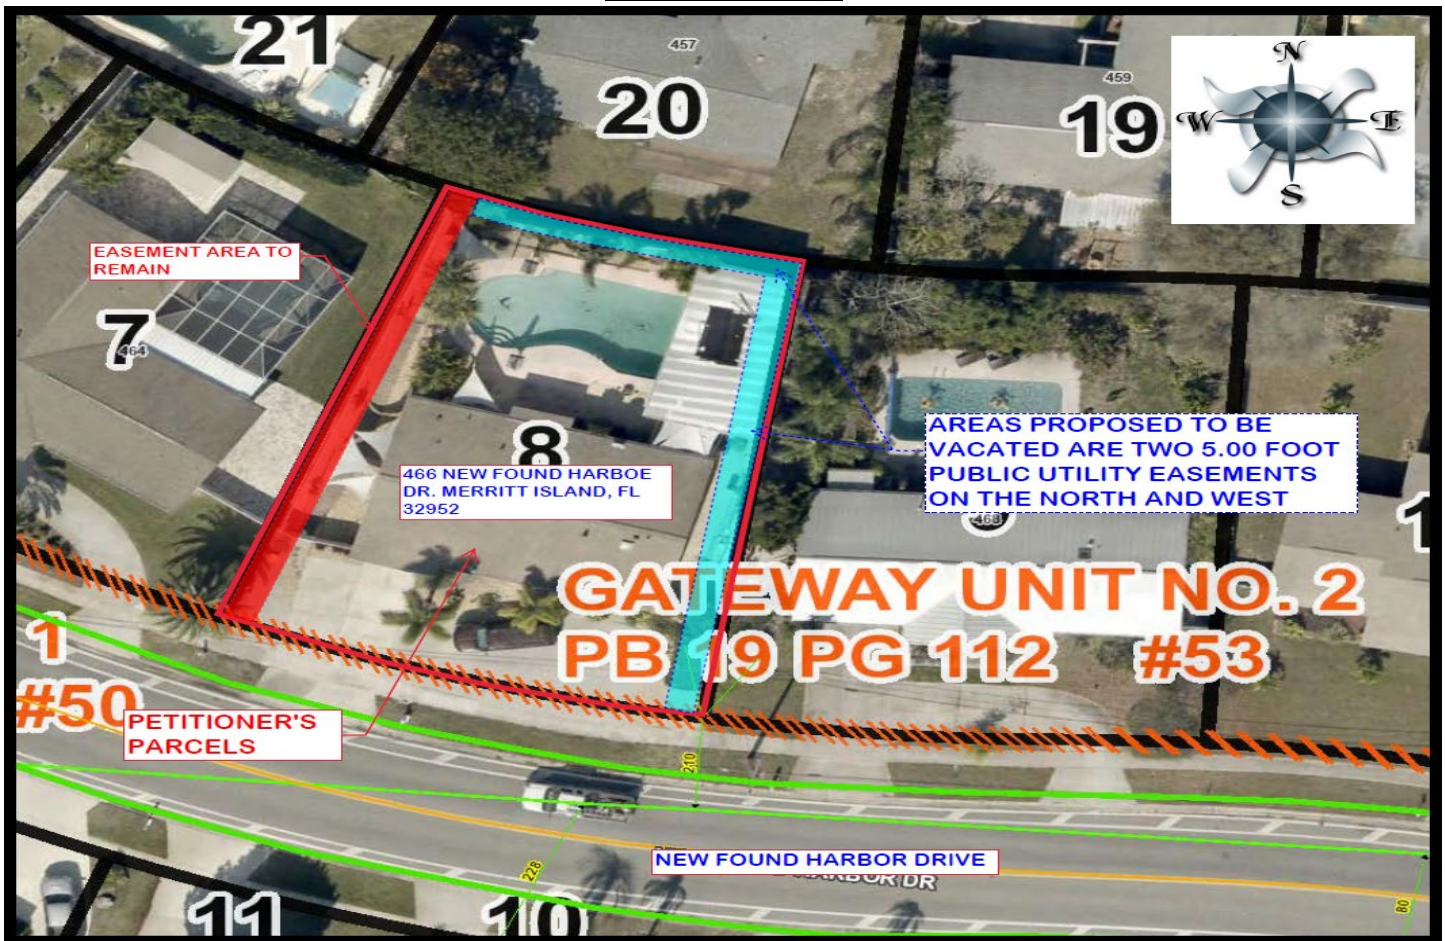 21
457
20
459
19
N
W E
S
EASEMENT AREA TO
REMAIN
7
464
8
466 NEW FOUND HARBOE
DR. MERRITT ISLAND, FL
32952
AREAS PROPOSED TO BE
VACATED ARE TWO 5.00 FOOT
PUBLIC UTILITY EASEMENTS
ON THE NORTH AND WEST
468
1
GATEWAY UNIT NO. 2
PB 19 PG 112 #53
1
#50
PETITIONER'S
PARCELS
210
NEW FOUND HARBOR DRIVE
HARBOR DR
228
80
11
10